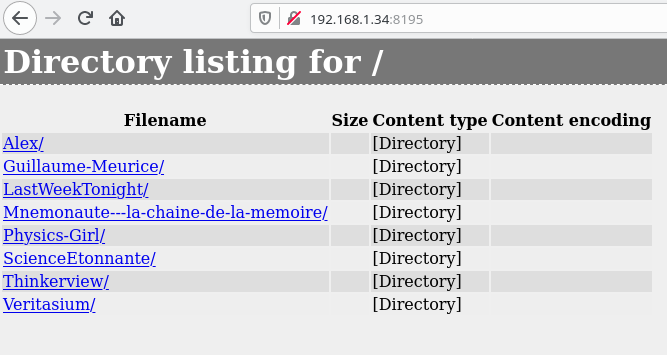 192.168.1.34:8195
Directory listing for /
Filename Size Content type Content encoding
Alex/ [Directory]
Guillaume-Meurice/ [Directory]
LastWeekTonight/ [Directory]
Mnemonaute---la-chaine-de-la-memoire/ [Directory]
Physics-Girl/ [Directory]
ScienceEtonnante/ [Directory]
Thinkerview/ [Directory]
Veritasium/ [Directory]